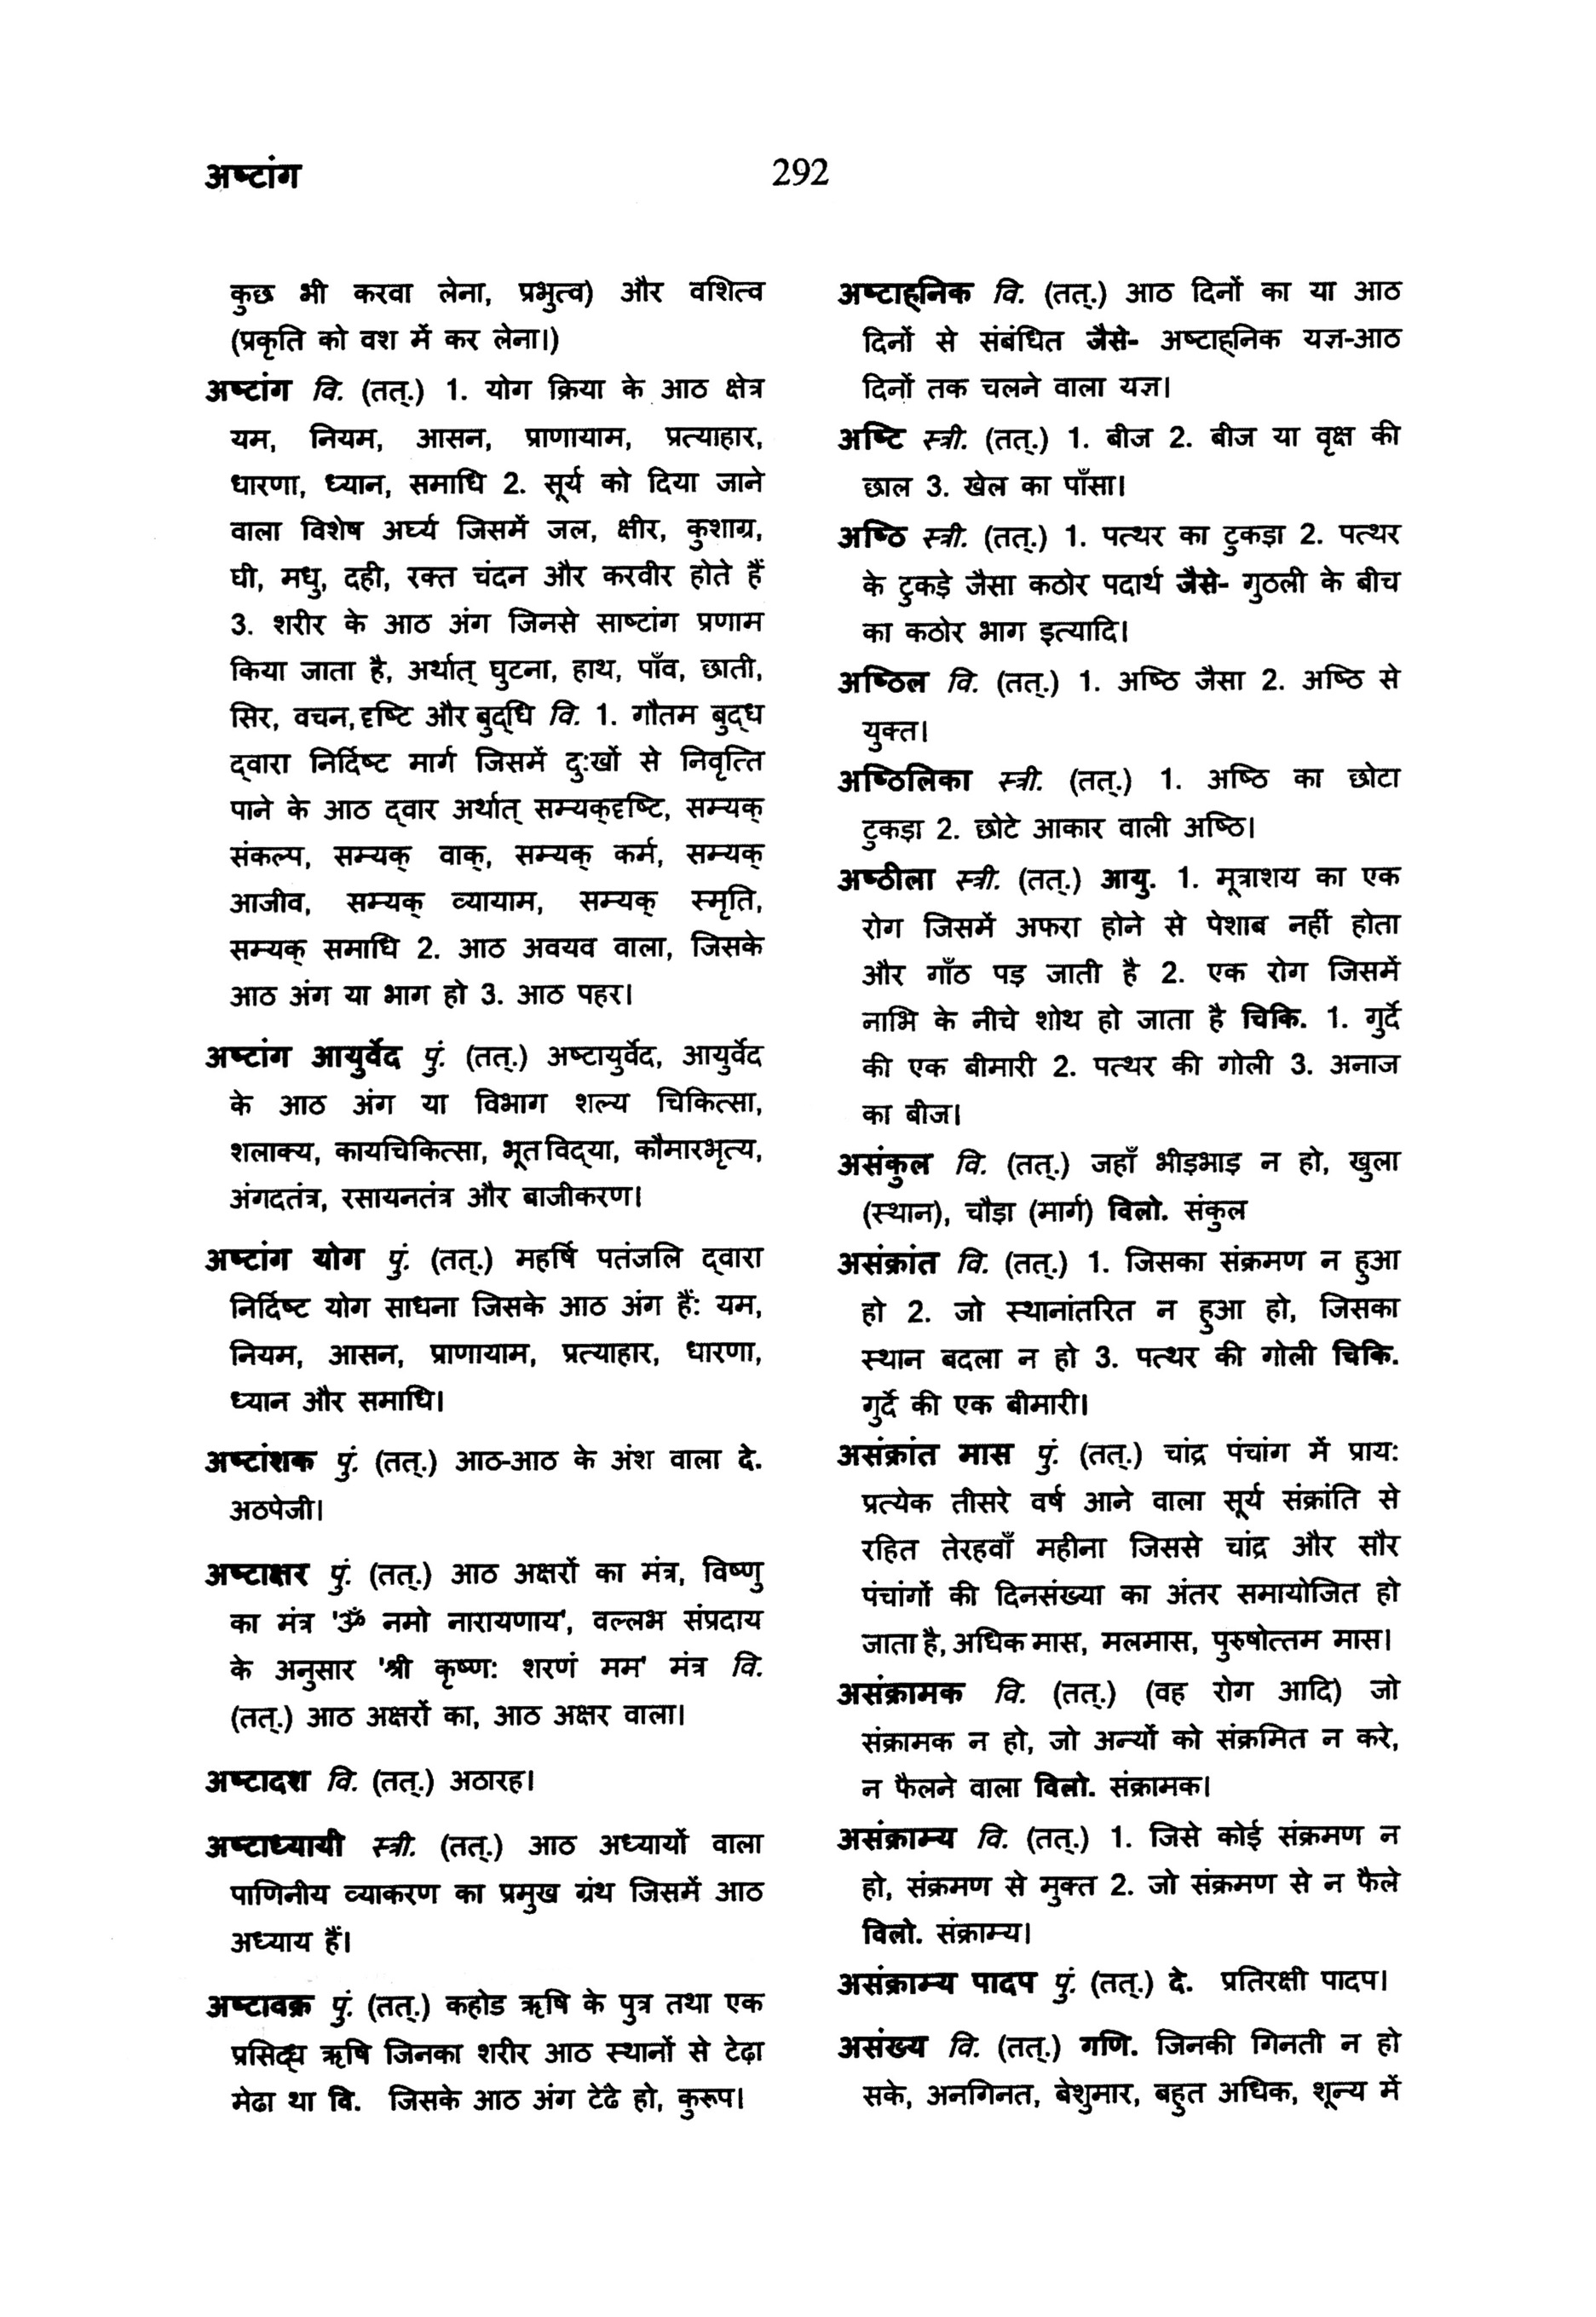 अष्टांग
292
कुछ भी करवा लेना, प्रभुत्व) और वशित्व
(प्रकृति को वश में कर लेना।)
अष्टांग वि. (तत्.) 1. योग क्रिया के आठ क्षेत्र
यम, नियम, आसन, प्राणायाम, प्रत्याहार,
धारणा, ध्यान, समाधि 2. सूर्य को दिया जाने
वाला विशेष अर्घ्य जिसमें जल, क्षीर, कुशाग्र,
घी, मधु, दही, रक्त चंदन और करवीर होते हैं
3. शरीर के आठ अंग जिनसे साष्टांग प्रणाम
किया जाता है, अर्थात् घुटना, हाथ, पाँव, छाती,
सिर, वचन, दृष्टि और बुद्‌धि वि. 1. गौतम बुद्‌ध
द्‌वारा निर्दिष्ट मार्ग जिसमें दु:खों से निवृत्ति
पाने के आठ द्‌वार अर्थात् सम्यक्‌दृष्टि, सम्यक्
संकल्प, सम्यक् वाक्, सम्यक् कर्म, सम्यक्
आजीव, सम्यक् व्यायाम, सम्यक् स्मृति,
सम्यक् समाधि 2. आठ अवयव वाला, जिसके
आठ अंग या भाग हो 3. आठ पहर।
अष्टांग आयुर्वेद पुं. (तत्.) अष्टायुर्वेद, आयुर्वेद
के आठ अंग या विभाग शल्य चिकित्सा,
शलाक्य, कायचिकित्सा, भूतविद्‌या, कौमारभृत्य,
अंगदतंत्र, रसायनतंत्र और बाजीकरण।
अष्टांग योग पुं. (तत्.) महर्षि पतंजलि द्‌वारा
निर्दिष्ट योग साधना जिसके आठ अंग हैं: यम,
नियम, आसन, प्राणायाम, प्रत्याहार, धारणा,
ध्यान और समाधि।
अष्टांशक पुं. (तत्.) आठ-आठ के अंश वाला दे.
अठपेजी।
अष्टाक्षर पुं. (तत्.) आठ अक्षरों का मंत्र, विष्णु
का मंत्र 'ॐ नमो नारायणाय', वल्लभ संप्रदाय
के अनुसार 'श्री कृष्ण: शरणं मम' मंत्र वि.
(तत्.) आठ अक्षरों का, आठ अक्षर वाला।
अष्टादश वि. (तत्.) अठारह।
अष्टाध्यायी स्त्री. (तत्.) आठ अध्यायों वाला
पाणिनीय व्याकरण का प्रमुख ग्रंथ जिसमें आठ
अध्याय हैं।
अष्टावक्र पुं. (तत्.) कहोड ऋषि के पुत्र तथा एक
प्रसिद्‌ध ऋषि जिनका शरीर आठ स्थानों से टेढ़ा
मेढा था वि. जिसके आठ अंग टेढे हो, कुरूप।
अष्टाह्‌निक वि. (तत्.) आठ दिनों का या आठ
दिनों से संबंधित जैसे- अष्टाह्‌निक यज्ञ-आठ
दिनों तक चलने वाला यज्ञ।
अष्टि स्त्री. (तत्.) 1. बीज 2. बीज या वृक्ष की
छाल 3. खेल का पाँसा।
अष्ठि स्त्री. (तत्.) 1. पत्थर का टुकड़ा 2. पत्थर
के टुकड़े जैसा कठोर पदार्थ जैसे- गुठली के बीच
का कठोर भाग इत्यादि।
अष्ठिल वि. (तत्.) 1. अष्ठि जैसा 2. अष्ठि से
युक्त।
अष्ठिलिका स्त्री. (तत्.) 1. अष्ठि का छोटा
टुकड़ा 2. छोटे आकार वाली अष्ठि।
अष्ठीला स्त्री. (तत्.) आयु. 1. मूत्राशय का एक
रोग जिसमें अफरा होने से पेशाब नहीं होता
और गाँठ पड़ जाती है 2. एक रोग जिसमें
नाभि के नीचे शोथ हो जाता है चिकि. 1. गुर्दे
की एक बीमारी 2. पत्थर की गोली 3. अनाज
का बीज।
असंकुल वि. (तत्.) जहाँ भीड़भाड़ न हो, खुला
(स्थान), चौड़ा (मार्ग) विलो. संकुल
असंक्रांत वि. (तत्.) 1. जिसका संक्रमण न हुआ
हो 2. जो स्थानांतरित न हुआ हो, जिसका
स्थान बदला न हो 3. पत्थर की गोली चिकि.
गुर्दे की एक बीमारी।
असंक्रांत मास पुं. (तत्.) चांद्र पंचांग में प्राय:
प्रत्येक तीसरे वर्ष आने वाला सूर्य संक्रांति से
रहित तेरहवाँ महीना जिससे चांद्र और सौर
पंचांगों की दिनसंख्या का अंतर समायोजित हो
जाता है, अधिक मास, मलमास, पुरुषोत्तम मास।
असंक्रामक वि. (तत्.) (वह रोग आदि) जो
संक्रामक न हो, जो अन्यों को संक्रमित न करे,
न फैलने वाला विलो. संक्रामक।
असंक्राम्य वि. (तत्.) 1. जिसे कोई संक्रमण न
हो, संक्रमण से मुक्त 2. जो संक्रमण से न फैले
विलो. संक्राम्य।
असंक्राम्य पादप पुं. (तत्.) दे. प्रतिरक्षी पादप।
असंख्य वि. (तत्.) गणि. जिनकी गिनती न हो
सके, अनगिनत, बेशुमार, बहुत अधिक, शून्य में